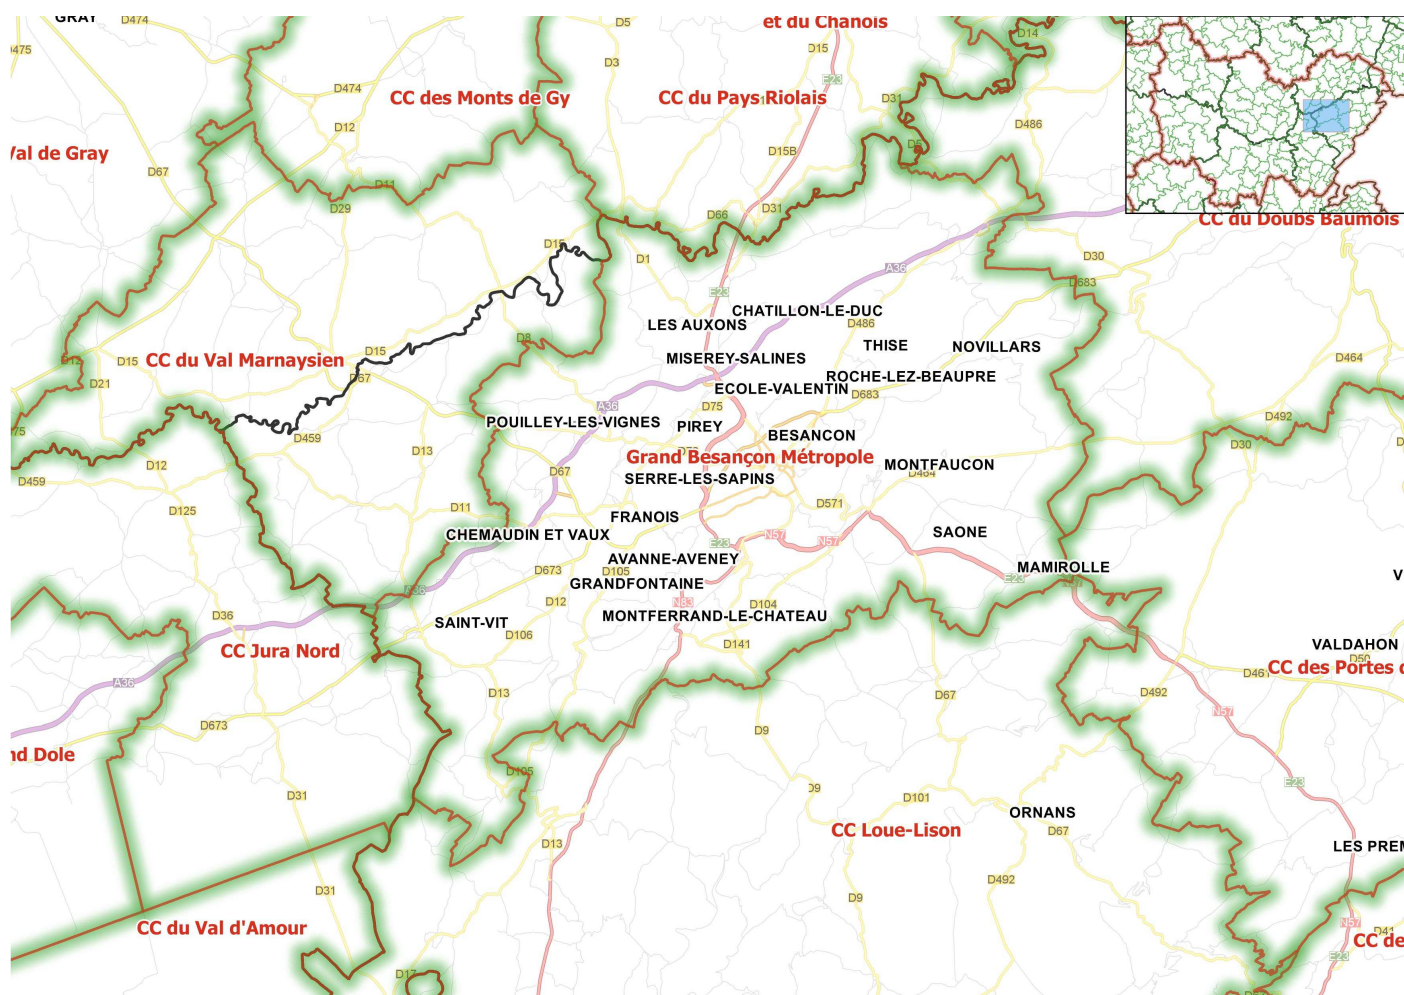 GRAY
D474
D5
et du Chanois
D14
D475
D3
D15
E23
D474
CC des Monts de Gy
CC du Pays Riolais
D31
D12
D486
Val de Gray
D67
D15B
D5
D11
D29
D66
D31
CC du Doubs Baumois
D1
A36
D30
D683
E23
CHATILLON-LE-DUC
LES AUXONS
D486
D8
THISE
NOVILLARS
CC du Val Marnaysien
D15
D15
MISEREY-SALINES
D464
D67
ROCHE-LEZ-BEAUPRE
D21
ECOLE-VALENTIN
D683
A36
D75
D492
POUILLEY-LES-VIGNES
PIREY
BESANCON
D459
D13
D30
Grand Besançon Métropole
D12
D67
MONTFAUCON
D464
D459
SERRE-LES-SAPINS
D125
D11
D571
FRANOIS
CHEMAUDIN ET VAUX
N57
N57
SAONE
E23
AVANNE-AVENEY
MAMIROLLE
D673
D105
E23
GRANDFONTAINE
A36
D12
N83
D104
D36
MONTFERRAND-LE-CHATEAU
SAINT-VIT
D106
D141
VALDAHON
CC Jura Nord
D50
CC des Portes d
D461
A36
D13
D67
D492
N57
D673
D9
nd Dole
D105
E23
D31
D9
D101
ORNANS
CC Loue-Lison
D67
D13
LES PREM
D31
D492
D9
CC du Val d'Amour
N57
D41
CC de
E23
D17